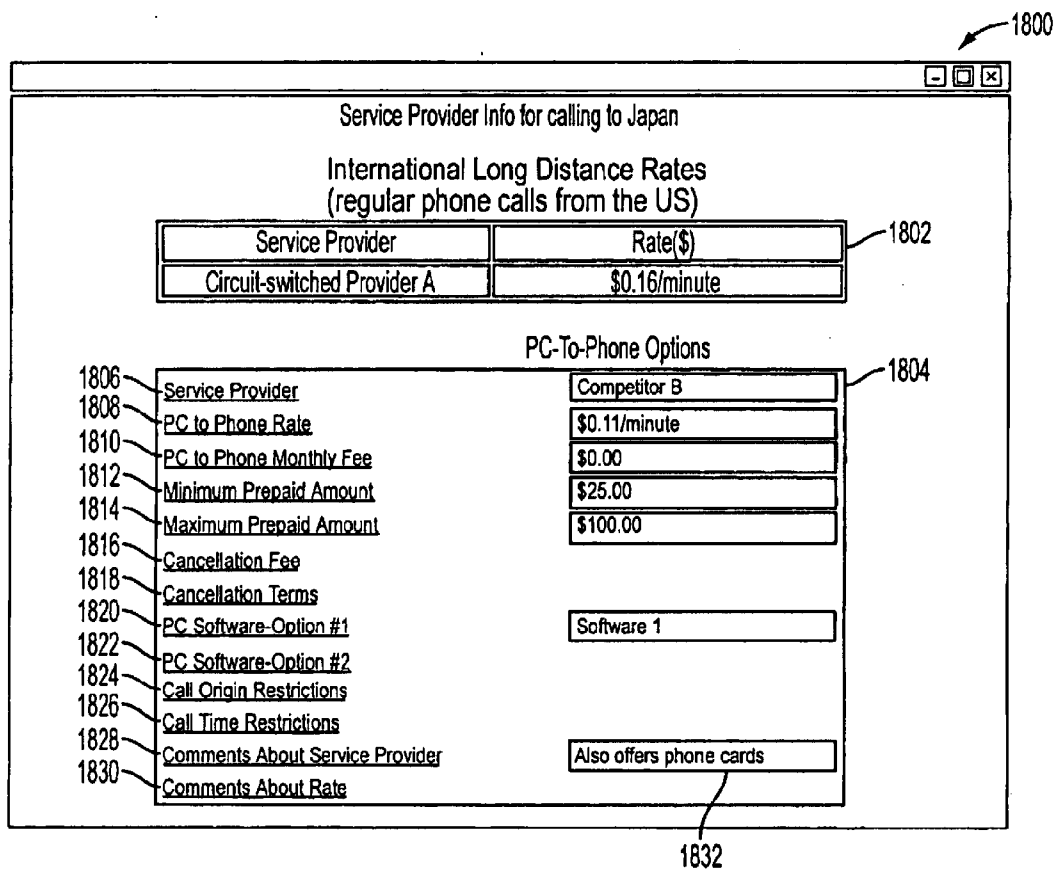 1800
Service Provider Info for calling to Japan
International Long Distance Rates
(regular phone calls from the US)
Service Provider Rate($) 1802
Circuit-switched Provider A $0.16/minute
PC-To-Phone Options
1804
1806 Service Provider Competitor B
1808 PC to Phone Rate $0.11/minute
1810 PC to Phone Monthly Fee $0.00
1812 Minimum Prepaid Amount $25.00
1814 Maximum Prepaid Amount $100.00
1816 Cancellation Fee
1818 Cancellation Terms
1820 PC Software-Option #1 Software 1
1822 PC Software-Option #2
1824 Call Origin Restrictions
1826 Call Time Restrictions
1828 Comments About Service Provider Also offers phone cards
1830 Comments About Rate
1832